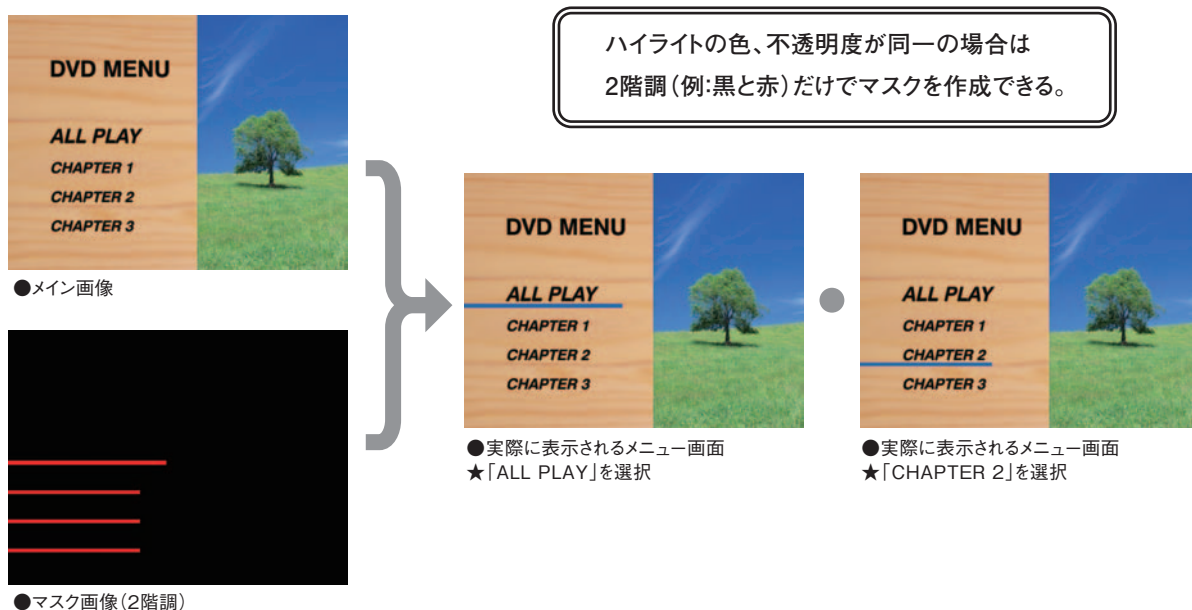 ハイライトの色、不透明度が同一の場合は
2階調(例:黒と赤)だけでマスクを作成できる。
DVD MENU
ALL PLAY
CHAPTER 1
CHAPTER 2
CHAPTER 3
●メイン画像
●マスク画像(2階調)
DVD MENU
ALL PLAY
CHAPTER 1
CHAPTER 2
CHAPTER 3
●実際に表示されるメニュー画面
★「ALL PLAY」を選択
DVD MENU
ALL PLAY
CHAPTER 1
CHAPTER 2
CHAPTER 3
●実際に表示されるメニュー画面
★「CHAPTER 2」を選択